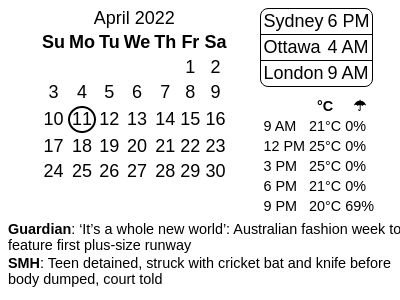 April 2022
Su Mo Tu We Th Fr Sa
1 2
3 4 5 6 7 8 9
10 11 12 13 14 15 16
17 18 19 20 21 22 23
24 25 26 27 28 29 30
Sydney 6 PM
Ottawa 4 AM
London 9 AM
°C ☂
9 AM 21°C 0%
12 PM 25°C 0%
3 PM 25°C 0%
6 PM 21°C 0%
9 PM 20°C 69%
Guardian: ‘It’s a whole new world’: Australian fashion week to
feature first plus-size runway
SMH: Teen detained, struck with cricket bat and knife before
body dumped, court told